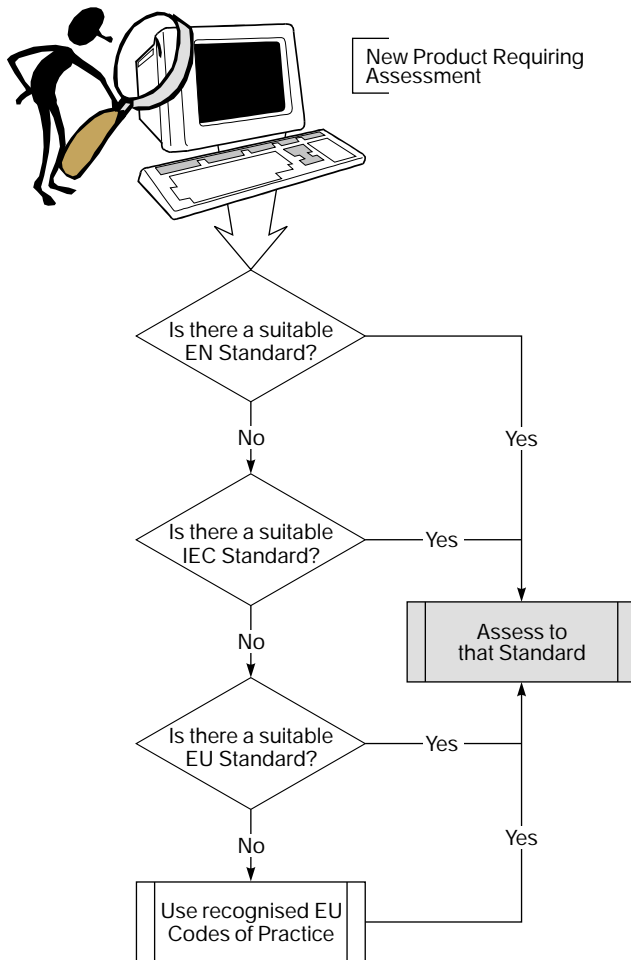 New Product Requiring
Assessment
Is there a suitable
EN Standard?
No
Yes
Is there a suitable
IEC Standard?
Yes
No
Assess to
that Standard
Is there a suitable
EU Standard?
Yes
No
Yes
Use recognised EU
Codes of Practice